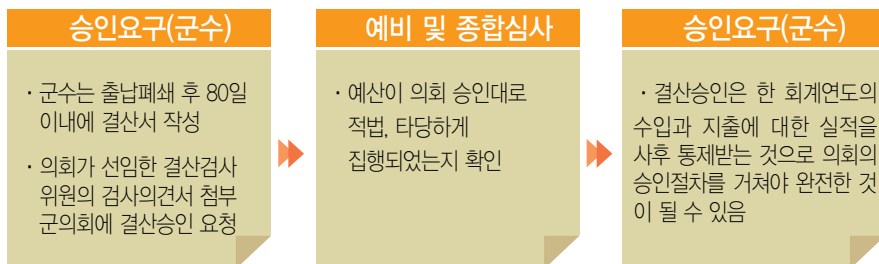 승인요구(군수)
· 군수는 출납폐쇄 후 80일
이내에 결산서 작성
· 의회가 선임한 결산검사
위원의 검사의견서 첨부
군의회에 결산승인 요청
예비 및 종합심사
· 예산이 의회 승인대로
적법, 타당하게
집행되었는지 확인
승인요구(군수)
· 결산승인은 한 회계연도의
수입과 지출에 대한 실적을
사후 통제받는 것으로 의회의
승인절차를 거쳐야 완전한 것
이 될 수 있음